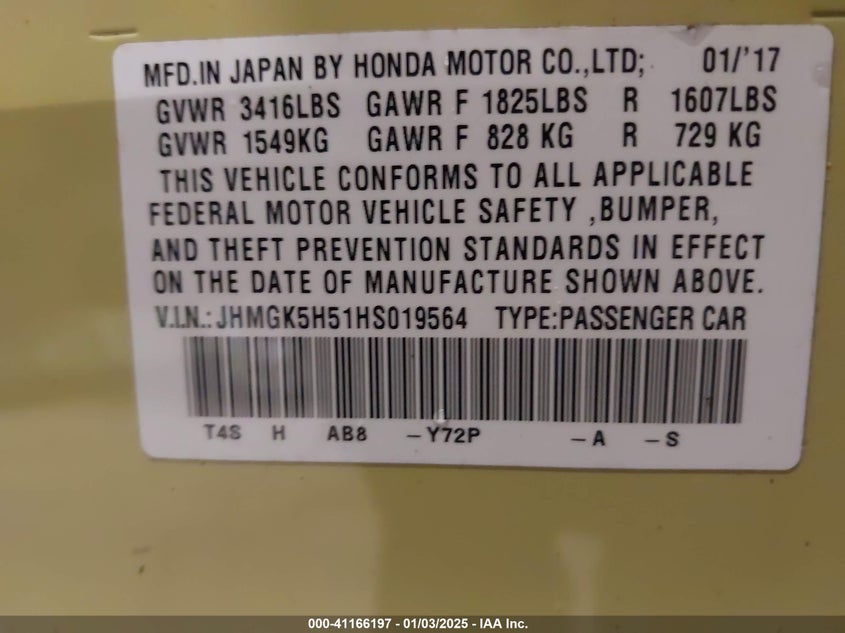 MFD.IN JAPAN BY HONDA MOTOR CO.,LTD; 01/'17
GVWR 3416LBS GAWR F 1825LBS R 1607LBS
GVWR 1549KG GAWR F 828 KG R 729 KG
THIS VEHICLE CONFORMS TO ALL APPLICABLE
FEDERAL MOTOR VEHICLE SAFETY ,BUMPER,
AND THEFT PREVENTION STANDARDS IN EFFECT
ON THE DATE OF MANUFACTURE SHOWN ABOVE.
V.I.N.: JHMGK5H51HS019564 TYPE:PASSENGER CAR
T4S H AB8 -Y72P -A -S
000-41166197 - 01/03/2025 - IAA Inc.